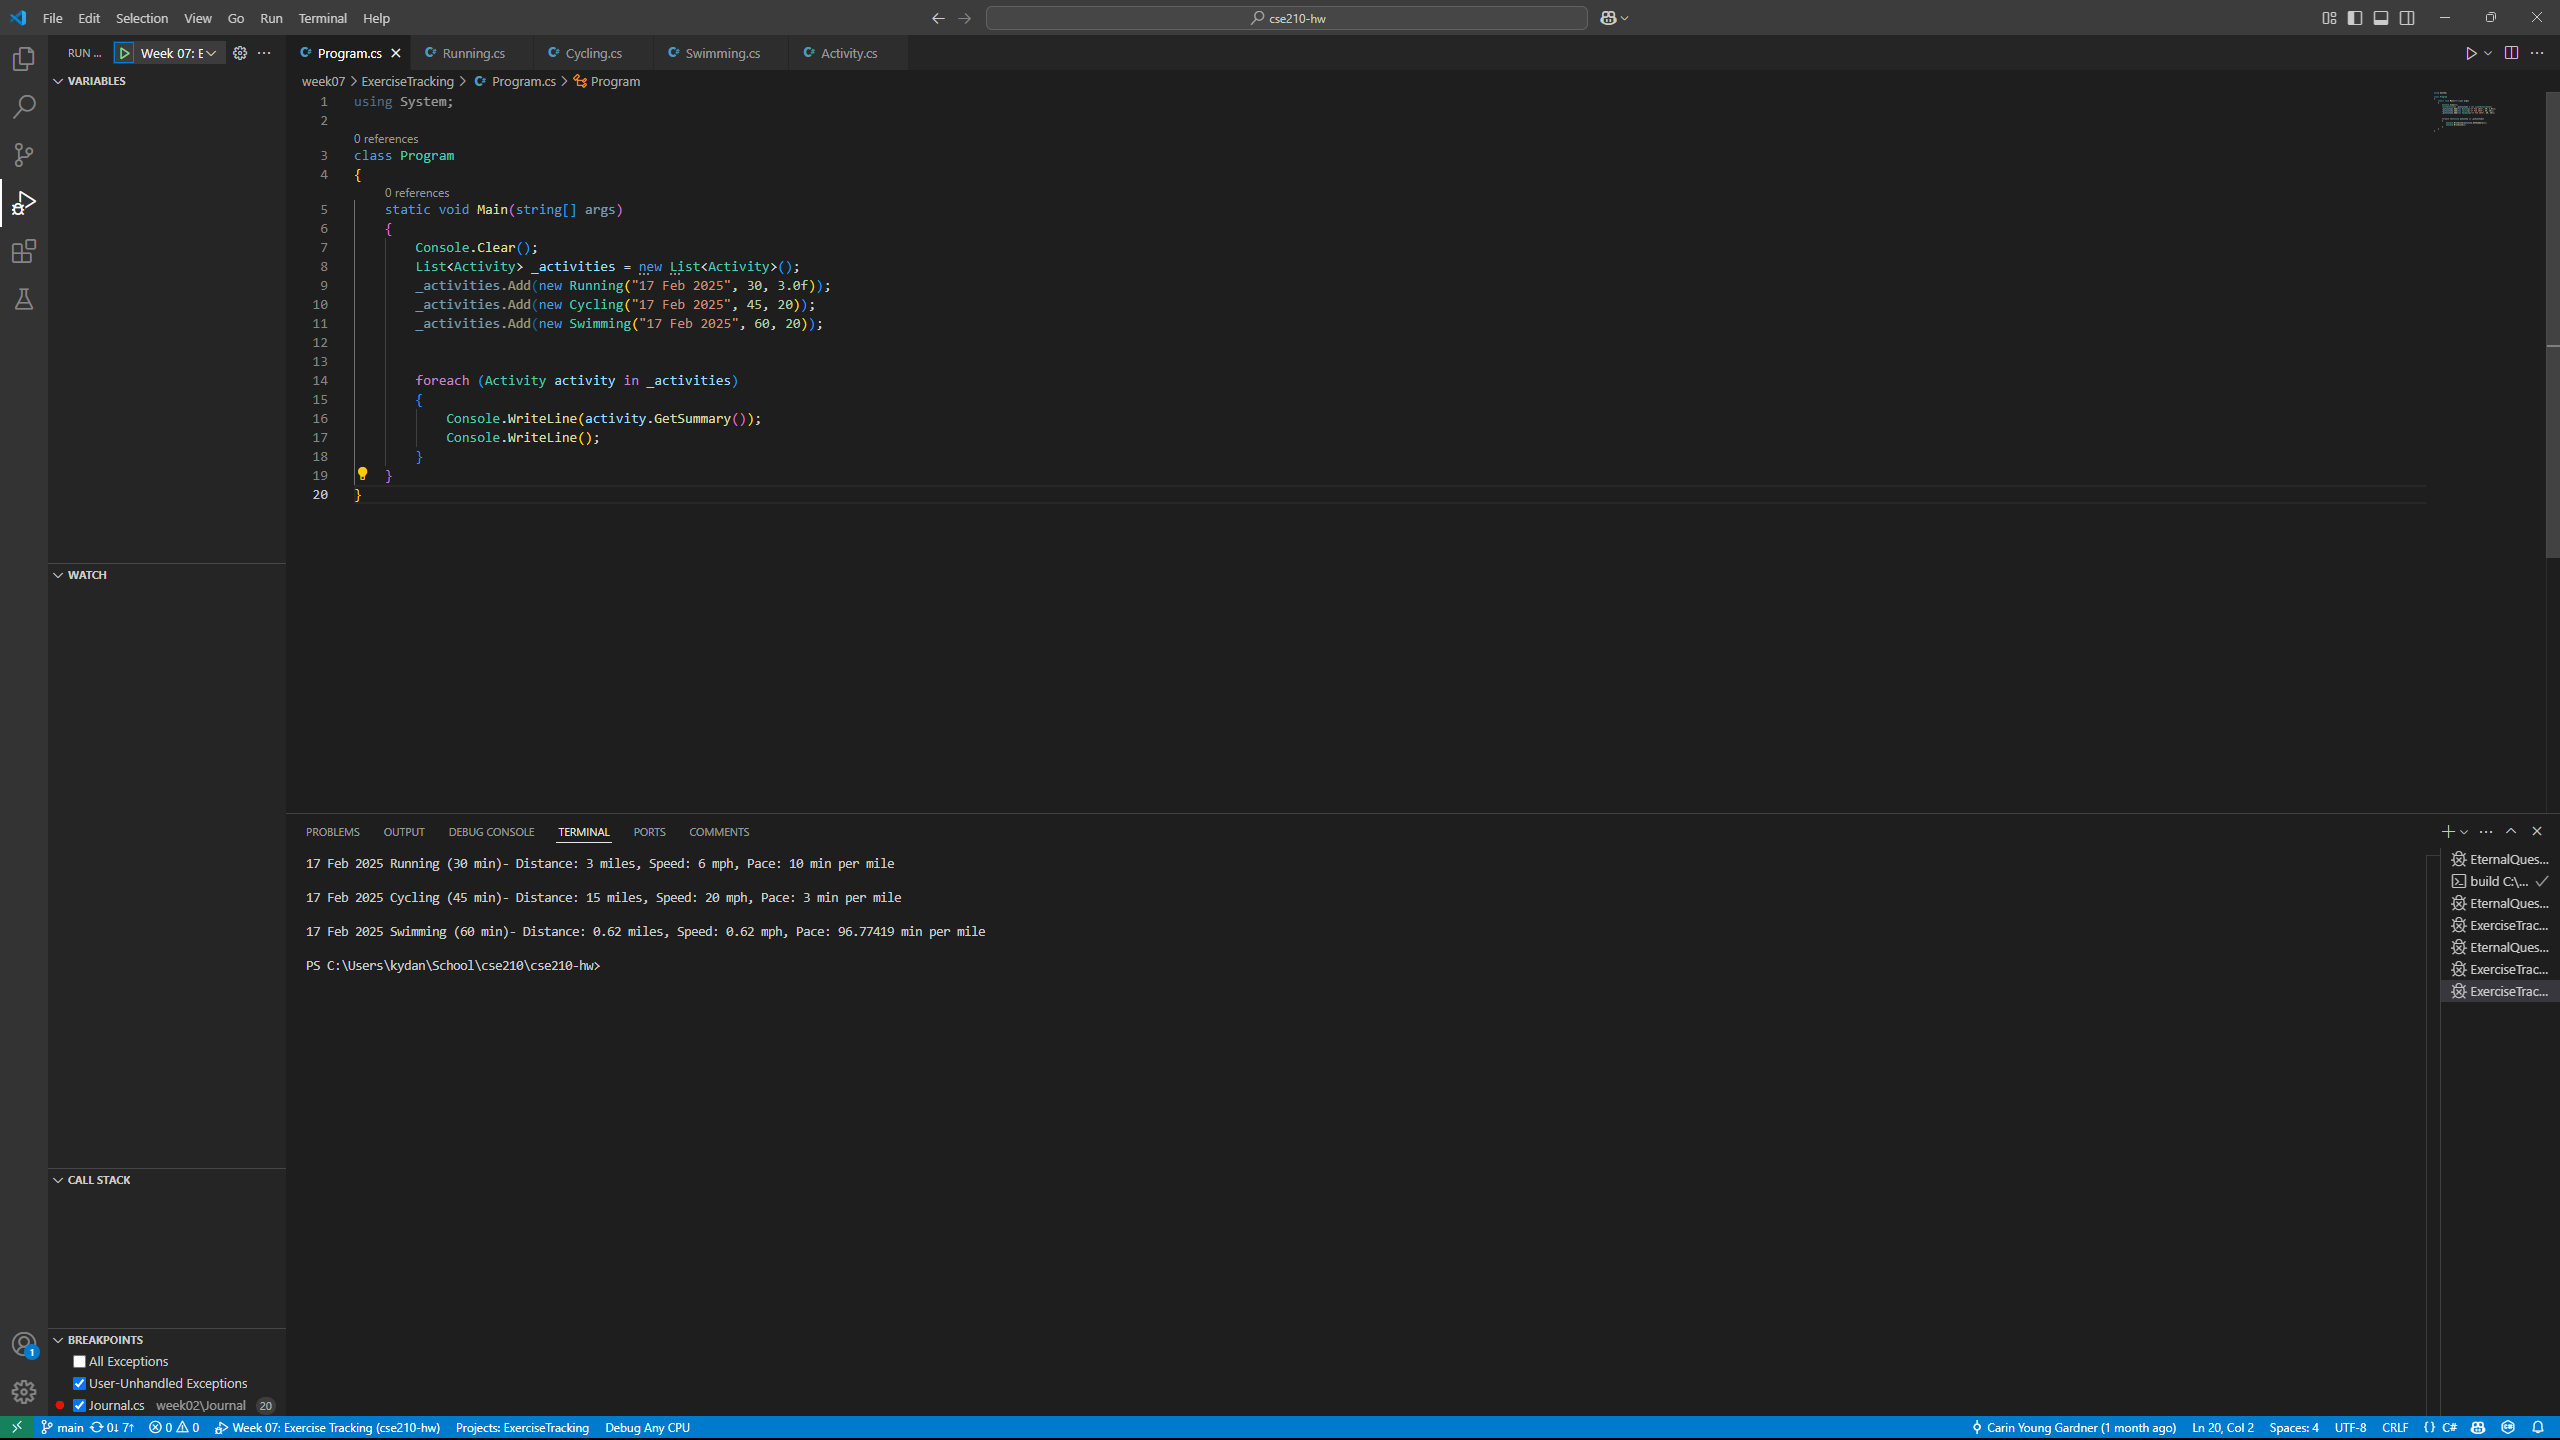 File Edit Selection View Go Run Terminal Help
cse210-hw
RUN ... Week 07: E
Program.cs Running.cs Cycling.cs Swimming.cs Activity.cs
VARIABLES
week07 > ExerciseTracking > Program.cs > Program
1 using System;
2
0 references
3 class Program
4 {
0 references
5 static void Main(string[] args)
6 {
7 Console.Clear();
8 List<Activity> _activities = new List<Activity>();
9 _activities.Add(new Running("17 Feb 2025", 30, 3.0f));
10 _activities.Add(new Cycling("17 Feb 2025", 45, 20));
11 _activities.Add(new Swimming("17 Feb 2025", 60, 20));
12
13
14 foreach (Activity activity in _activities)
15 {
16 Console.WriteLine(activity.GetSummary());
17 Console.WriteLine();
18 }
19 }
20 }
WATCH
PROBLEMS OUTPUT DEBUG CONSOLE TERMINAL PORTS COMMENTS
17 Feb 2025 Running (30 min)- Distance: 3 miles, Speed: 6 mph, Pace: 10 min per mile
17 Feb 2025 Cycling (45 min)- Distance: 15 miles, Speed: 20 mph, Pace: 3 min per mile
17 Feb 2025 Swimming (60 min)- Distance: 0.62 miles, Speed: 0.62 mph, Pace: 96.77419 min per mile
PS C:\Users\kydan\School\cse210\cse210-hw>
EternalQues...
build C:\...
EternalQues...
ExerciseTrac...
EternalQues...
ExerciseTrac...
ExerciseTrac...
CALL STACK
BREAKPOINTS
All Exceptions
User-Unhandled Exceptions
Journal.cs week02\Journal 20
1
main 0↓ 7↑ 0 0 Week 07: Exercise Tracking (cse210-hw) Projects: ExerciseTracking Debug Any CPU
Carin Young Gardner (1 month ago) Ln 20, Col 2 Spaces: 4 UTF-8 CRLF {} C#